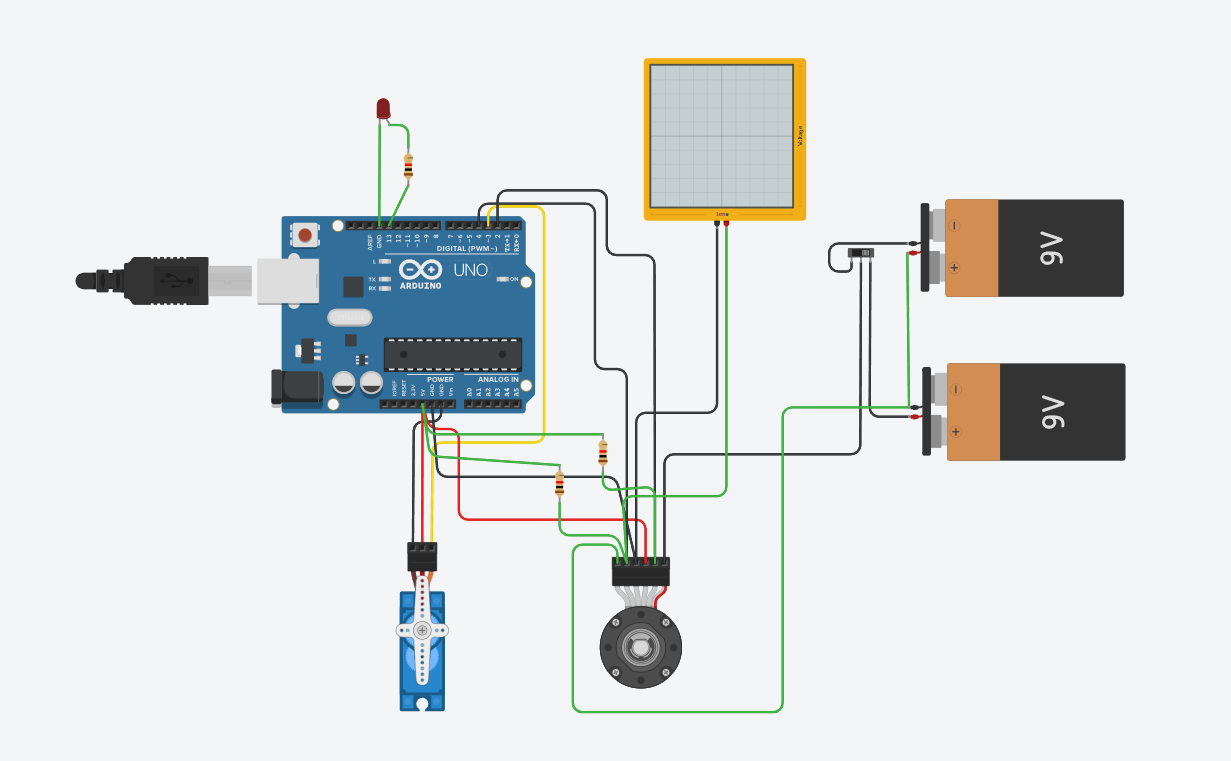 Voltage
Time
AREF
GND
13
12
~11
~10
~9
8
7
~6
~5
4
~3
2
TX→1
RX←0
DIGITAL (PWM~)
L
TX
RX
ARDUINO
UNO
ON
POWER
ANALOG IN
IOREF
RESET
3.3V
5V
GND
GND
Vin
A0
A1
A2
A3
A4
A5
−
+
9V
−
+
9V